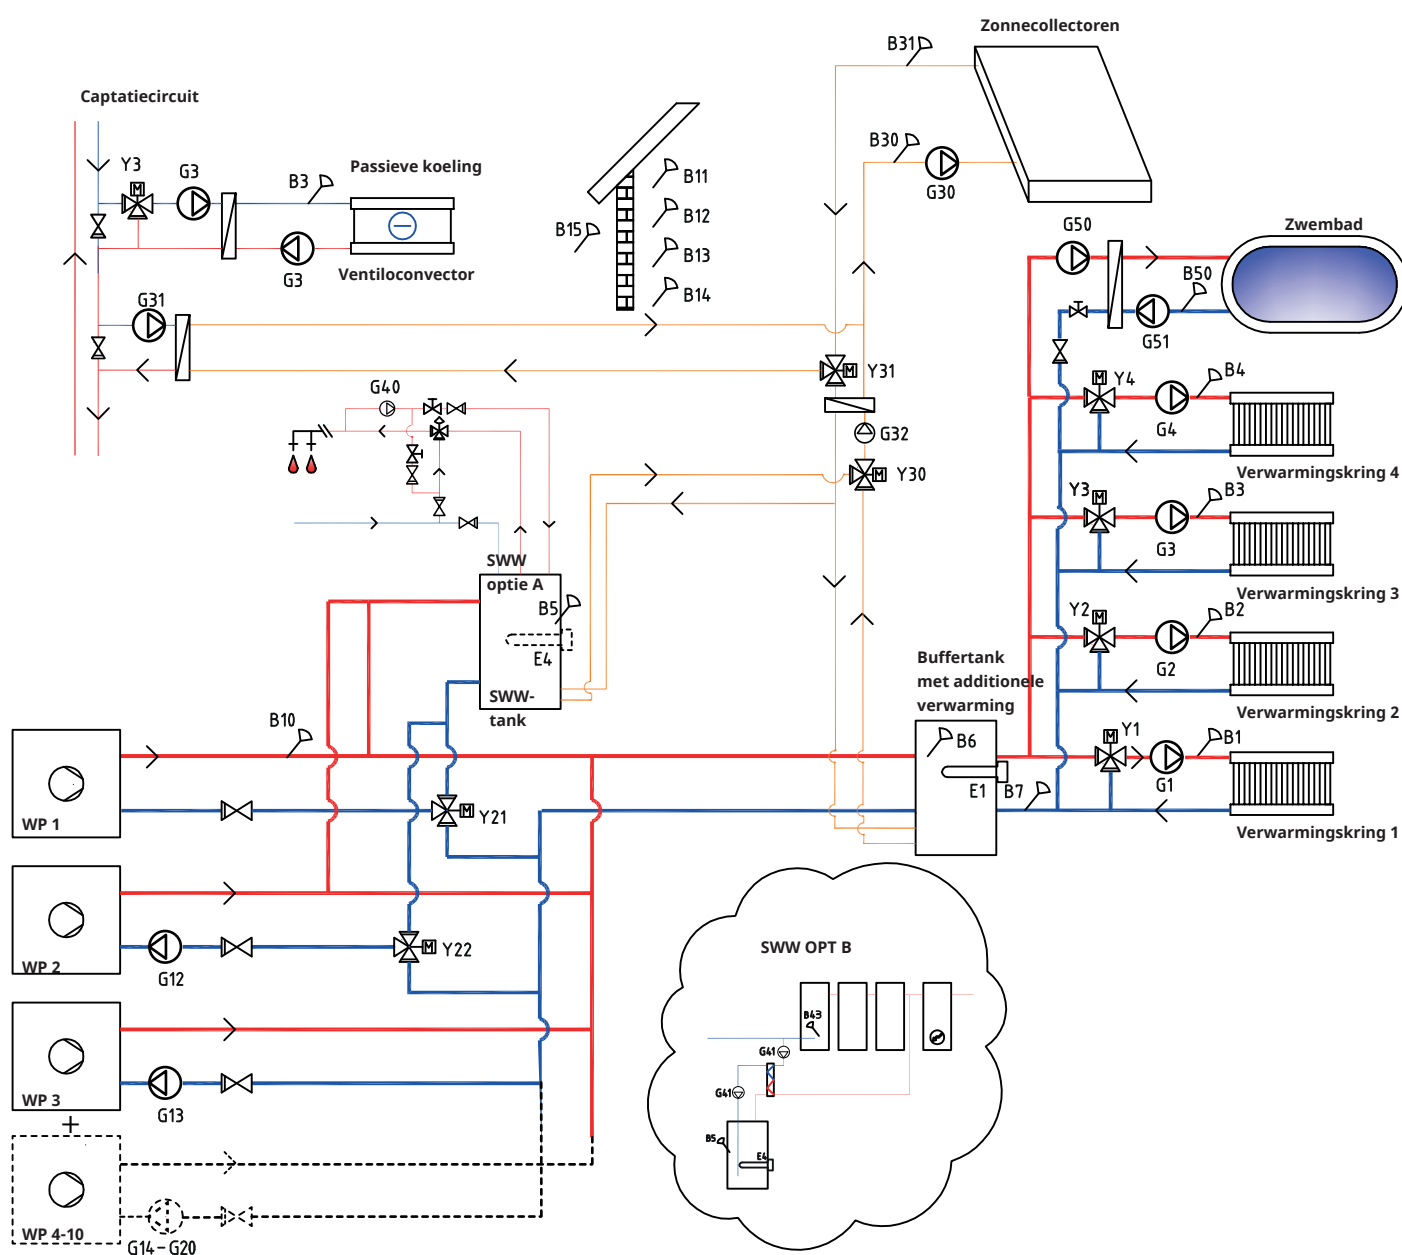 Zonnecollectoren
B31
Captatiecircuit
B30
G30
Y3
G3
B3
Passieve koeling
B11
B12
B15
B13
B14
G3
Ventiloconvector
G50
Zwembad
B50
G51
G31
Y31
G40
G32
Y30
Y4
B4
G4
Verwarmingskring 4
Y3
B3
G3
Verwarmingskring 3
SWW
optie A
B5
E4
SWW-
tank
Y2
B2
G2
Verwarmingskring 2
Buffertank
met additionele
verwarming
B10
B6
E1
B7
Y1
B1
G1
Verwarmingskring 1
WP 1
Y21
WP 2
G12
Y22
WP 3
G13
+
WP 4-10
G14-G20
SWW OPT B
B43
G41
G41
B5
E4
M
M
M
M
M
M
M
M
M